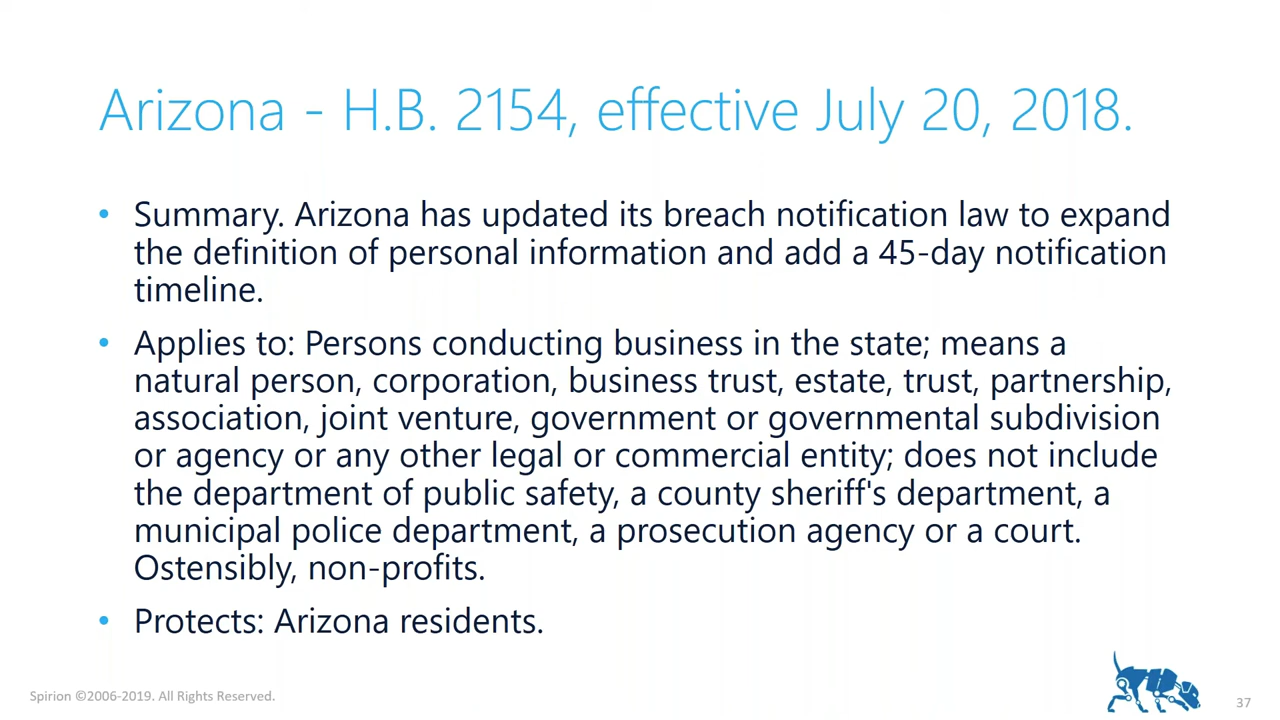 Arizona - H.B. 2154, effective July 20, 2018.
• Summary. Arizona has updated its breach notification law to expand
the definition of personal information and add a 45-day notification
timeline.
• Applies to: Persons conducting business in the state; means a
natural person, corporation, business trust, estate, trust, partnership,
association, joint venture, government or governmental subdivision
or agency or any other legal or commercial entity; does not include
the department of public safety, a county sheriff's department, a
municipal police department, a prosecution agency or a court.
Ostensibly, non-profits.
• Protects: Arizona residents.
Spirion ©2006-2019. All Rights Reserved.
37